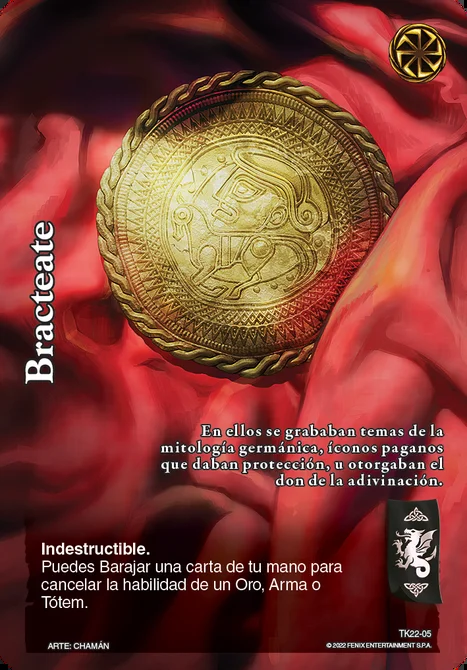 Bracteate
En ellos se grababan temas de la
mitología germánica, íconos paganos
que daban protección, u otorgaban el
don de la adivinación.
Indestructible.
Puedes Barajar una carta de tu mano para
cancelar la habilidad de un Oro, Arma o
Tótem.
TK22-05
ARTE: CHAMÁN
© 2022 FENIX ENTERTAINMENT S.P.A.